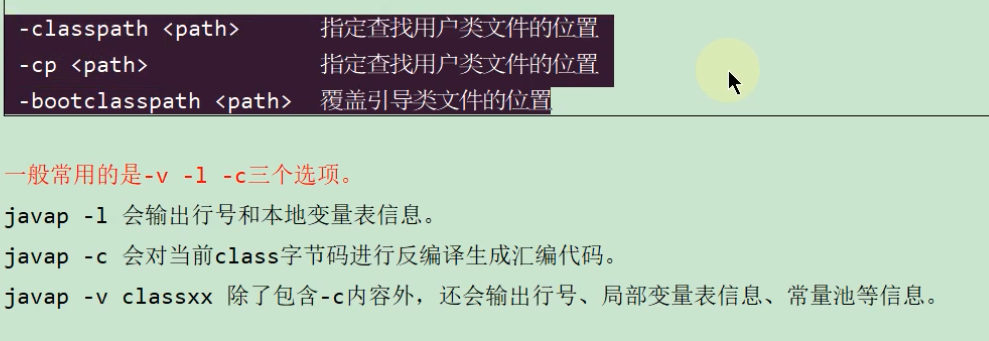 -classpath <path> 指定查找用户类文件的位置
-cp <path> 指定查找用户类文件的位置
-bootclasspath <path> 覆盖引导类文件的位置
一般常用的是-v -l -c三个选项。
javap -l 会输出行号和本地变量表信息。
javap -c 会对当前class字节码进行反编译生成汇编代码。
javap -v classxx 除了包含-c内容外，还会输出行号、局部变量表信息、常量池等信息。